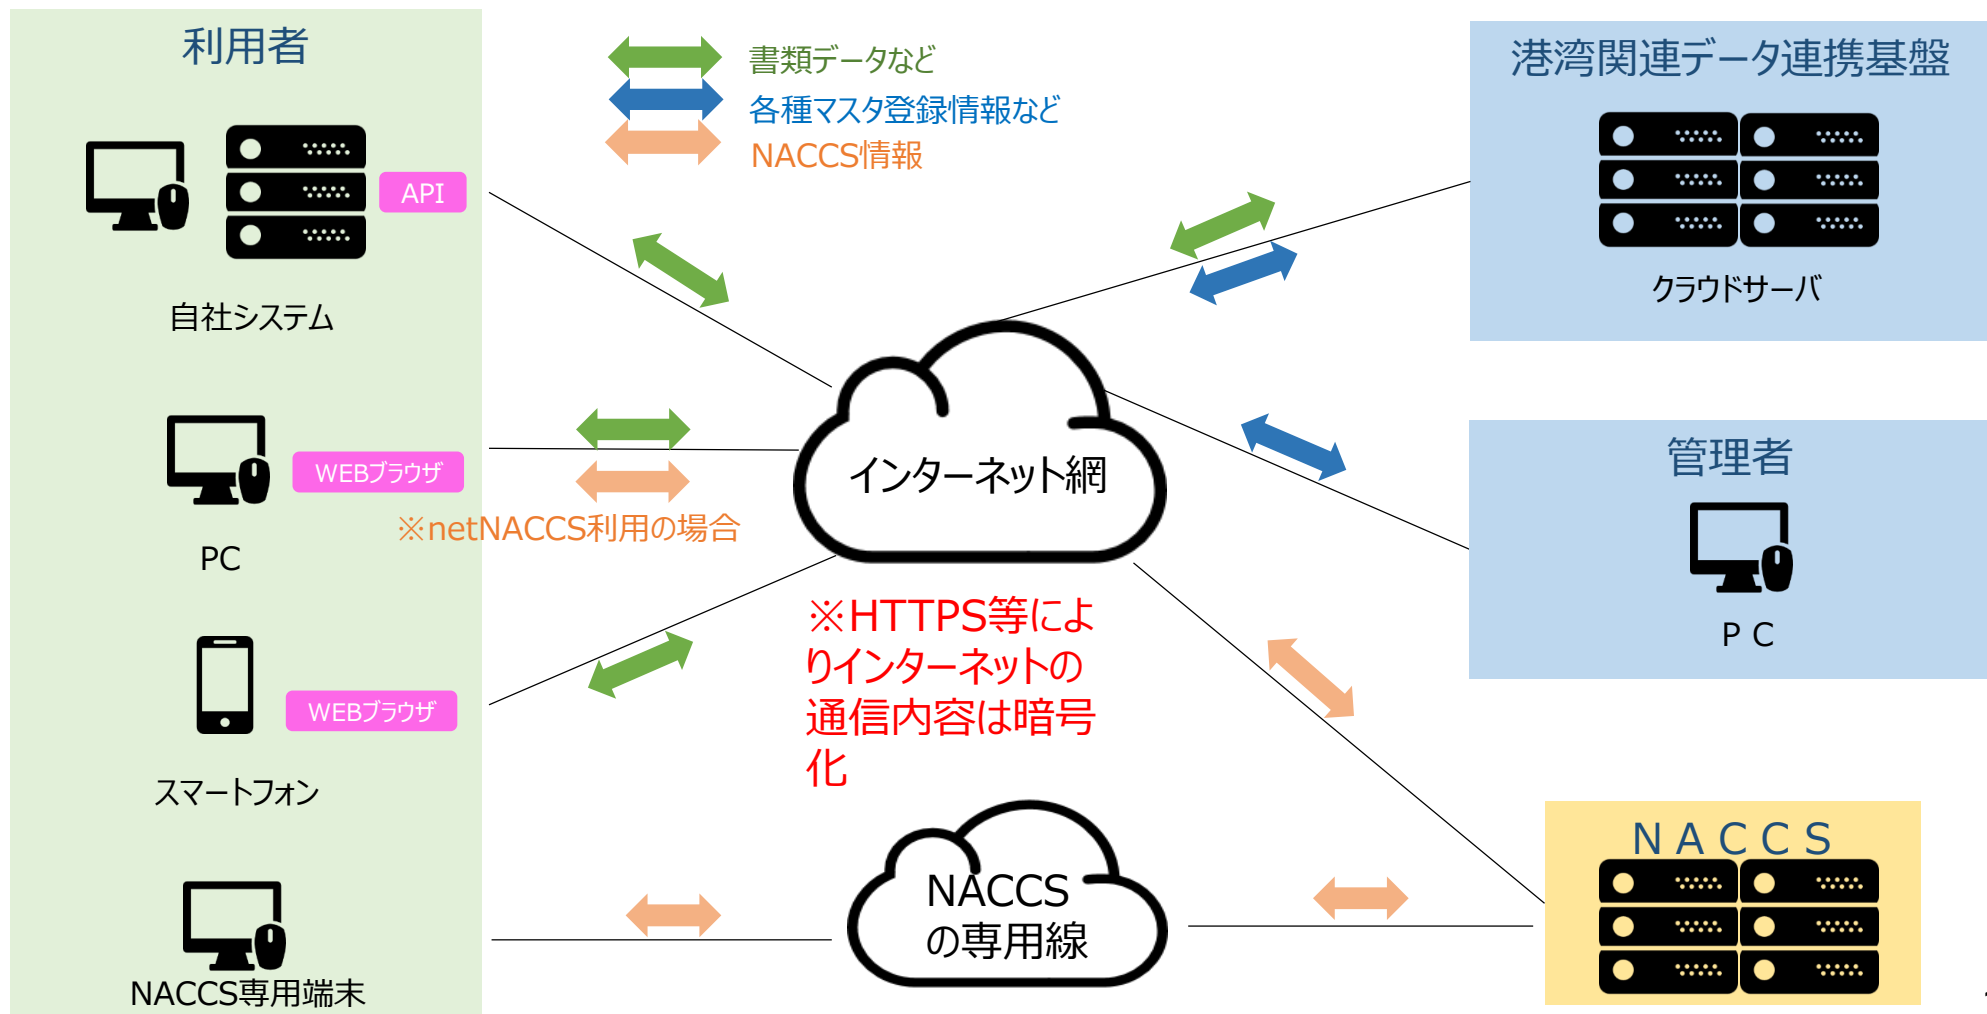 利用者
書類データなど
各種マスタ登録情報など
NACCS情報
港湾関連データ連携基盤
API
自社システム
クラウドサーバ
WEBブラウザ
※netNACCS利用の場合
PC
インターネット網
管理者
ＰＣ
※HTTPS等によ
りインターネットの
通信内容は暗号
化
WEBブラウザ
スマートフォン
NACCS
の専用線
ＮＡＣＣＳ
NACCS専用端末